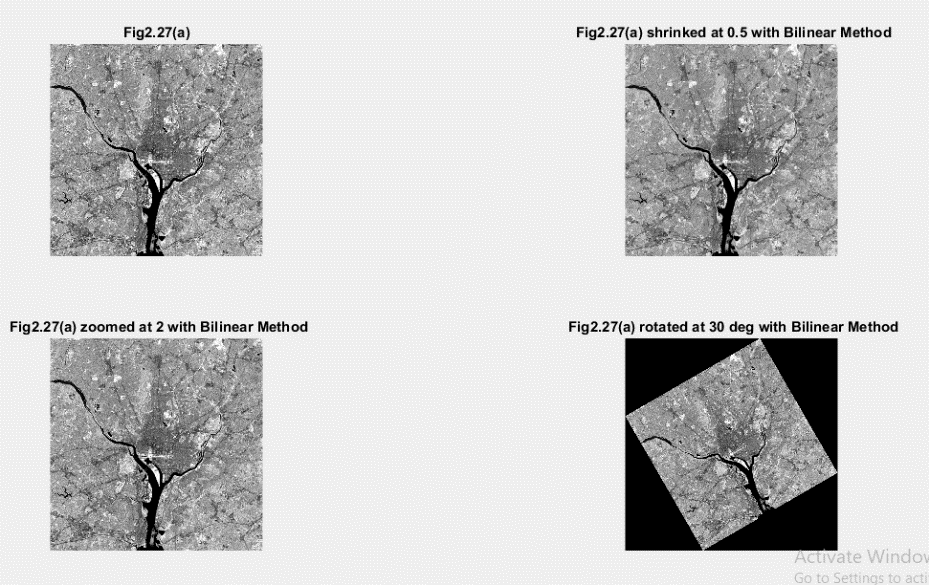 Fig2.27(a)
Fig2.27(a) shrinked at 0.5 with Bilinear Method
Fig2.27(a) zoomed at 2 with Bilinear Method
Fig2.27(a) rotated at 30 deg with Bilinear Method
Activate Window
Go to Settings to acti